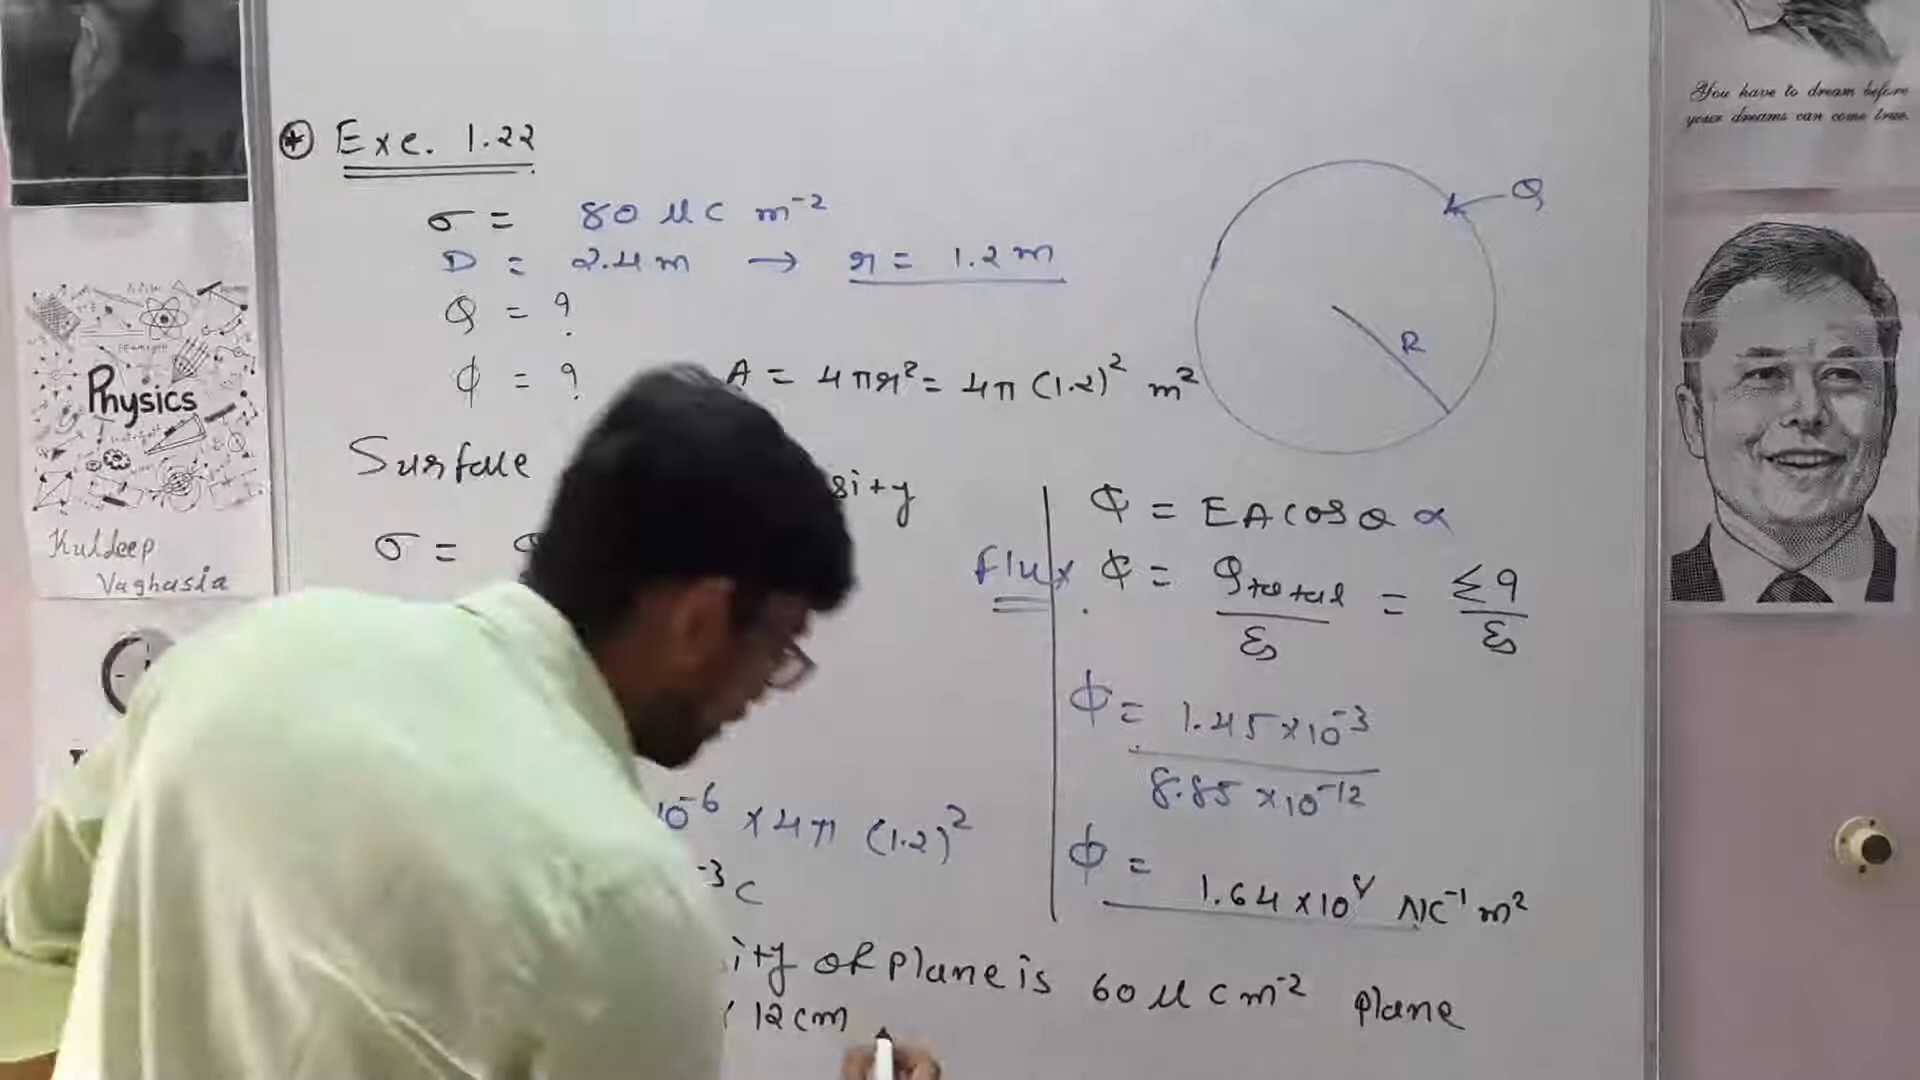 ⊛ Exe. 1.22
σ = 80 μC m⁻²
D = 2.4 m → r = 1.2 m
Q = ?
φ = ?
A = 4πr² = 4π (1.2)² m²
Surface
sity
σ =
10⁻⁶ × 4π (1.2)²
⁻³ C
Q
R
φ = EA cosθ α
Flux φ = Qtotal / ε₀ = Σq / ε₀
φ = 1.45 × 10⁻³ / 8.85 × 10⁻¹²
φ = 1.64 × 10⁸ NC⁻¹ m²
ity of plane is 60 μC m⁻² plane
12 cm
Physics
Kuldeep
Vaghasia
You have to dream before
your dreams can come true.